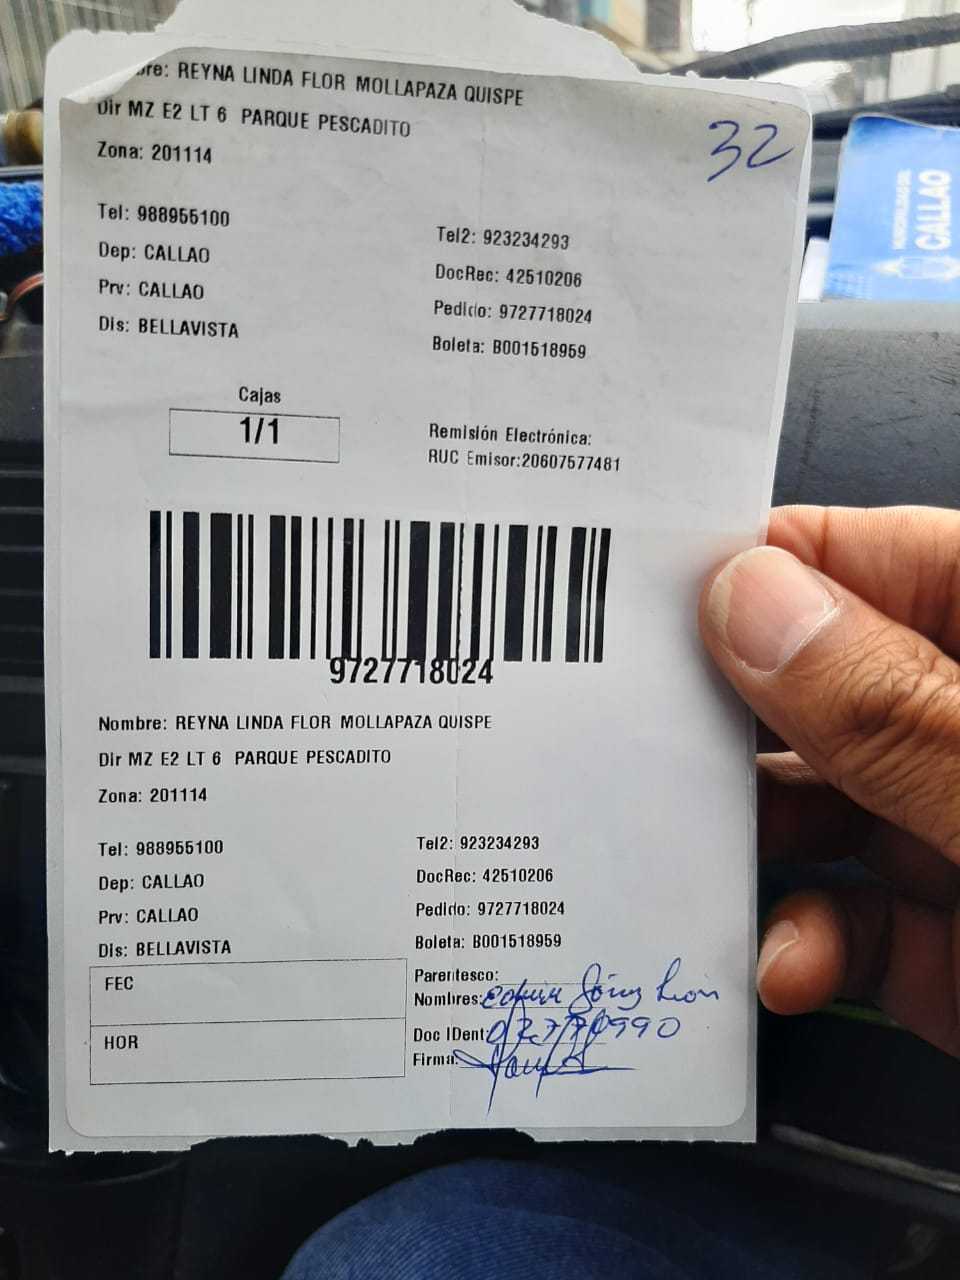 bre: REYNA LINDA FLOR MOLLAPAZA QUISPE
Dir MZ E2 LT 6 PARQUE PESCADITO
32
Zona: 201114
Tel: 988955100
Tel2: 923234293
Dep: CALLAO
DocRec: 42510206
Prv: CALLAO
Pedido: 9727718024
Dis: BELLAVISTA
Boleta: B001518959
Cajas
1/1
Remisión Electrónica:
RUC Emisor:20607577481
9727718024
Nombre: REYNA LINDA FLOR MOLLAPAZA QUISPE
Dir MZ E2 LT 6 PARQUE PESCADITO
Zona: 201114
Tel: 988955100
Tel2: 923234293
Dep: CALLAO
DocRec: 42510206
Prv: CALLAO
Pedido: 9727718024
Dis: BELLAVISTA
Boleta: B001518959
FEC
Parentesco:
Nombres:
HOR
Doc IDent:
Firma:
CALLAO